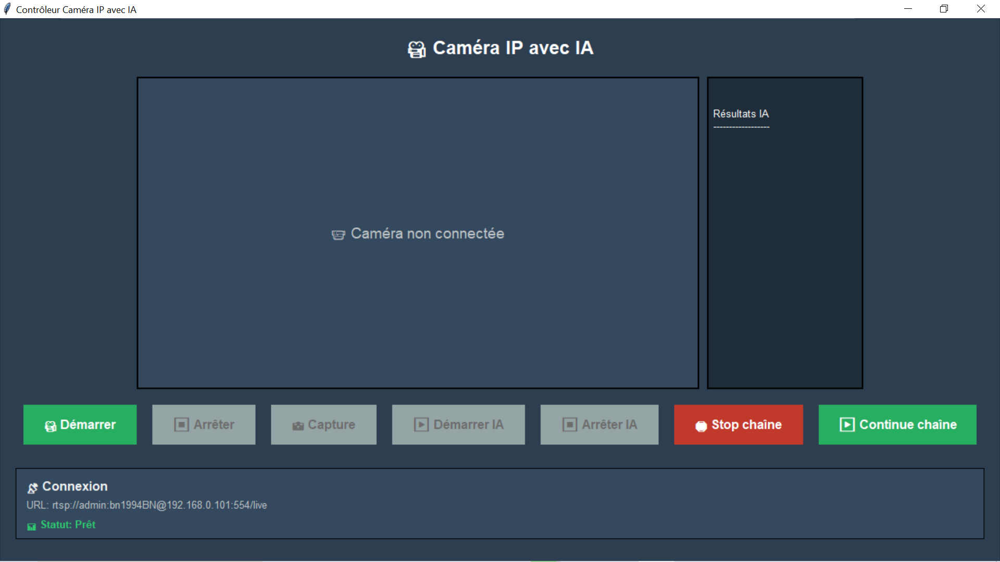 Contrôleur Caméra IP avec IA
Caméra IP avec IA
Caméra non connectée
Résultats IA
------------------
Démarrer
Arrêter
Capture
Démarrer IA
Arrêter IA
Stop chaîne
Continue chaîne
Connexion
URL: rtsp://admin:bn1994BN@192.168.0.101:554/live
Statut: Prêt